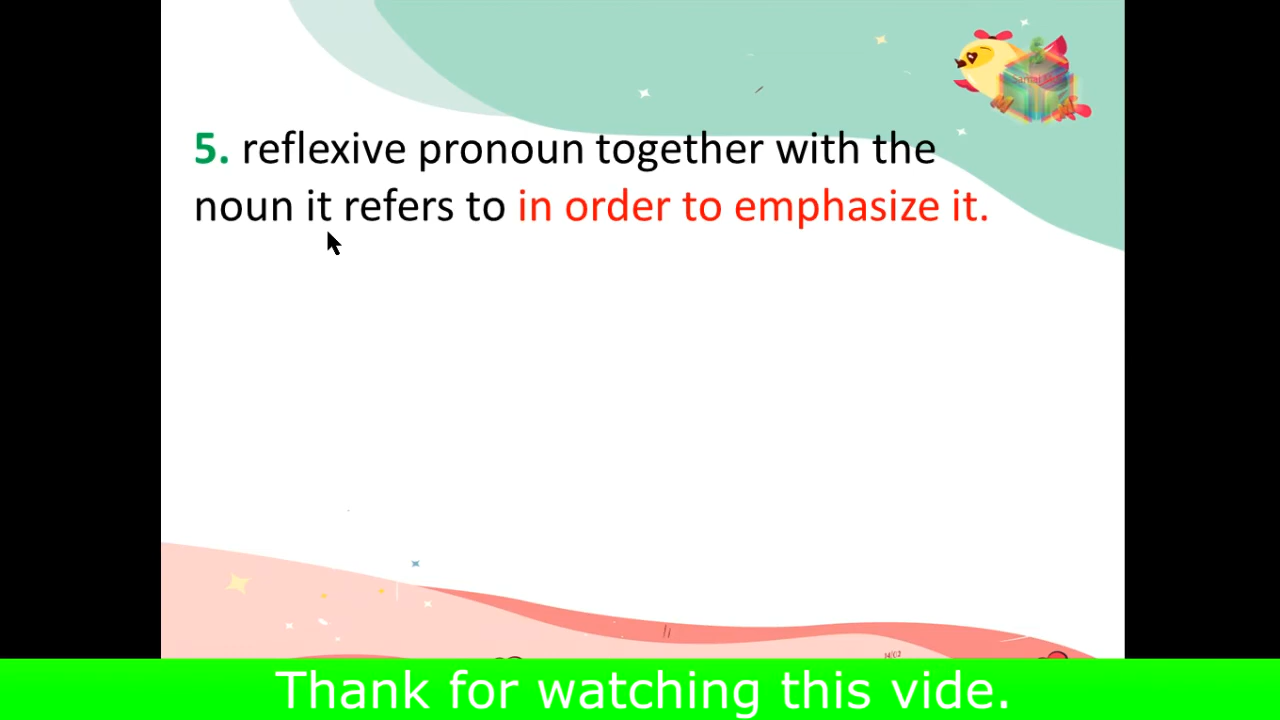 5. reflexive pronoun together with the
noun it refers to in order to emphasize it.
Thank for watching this vide.